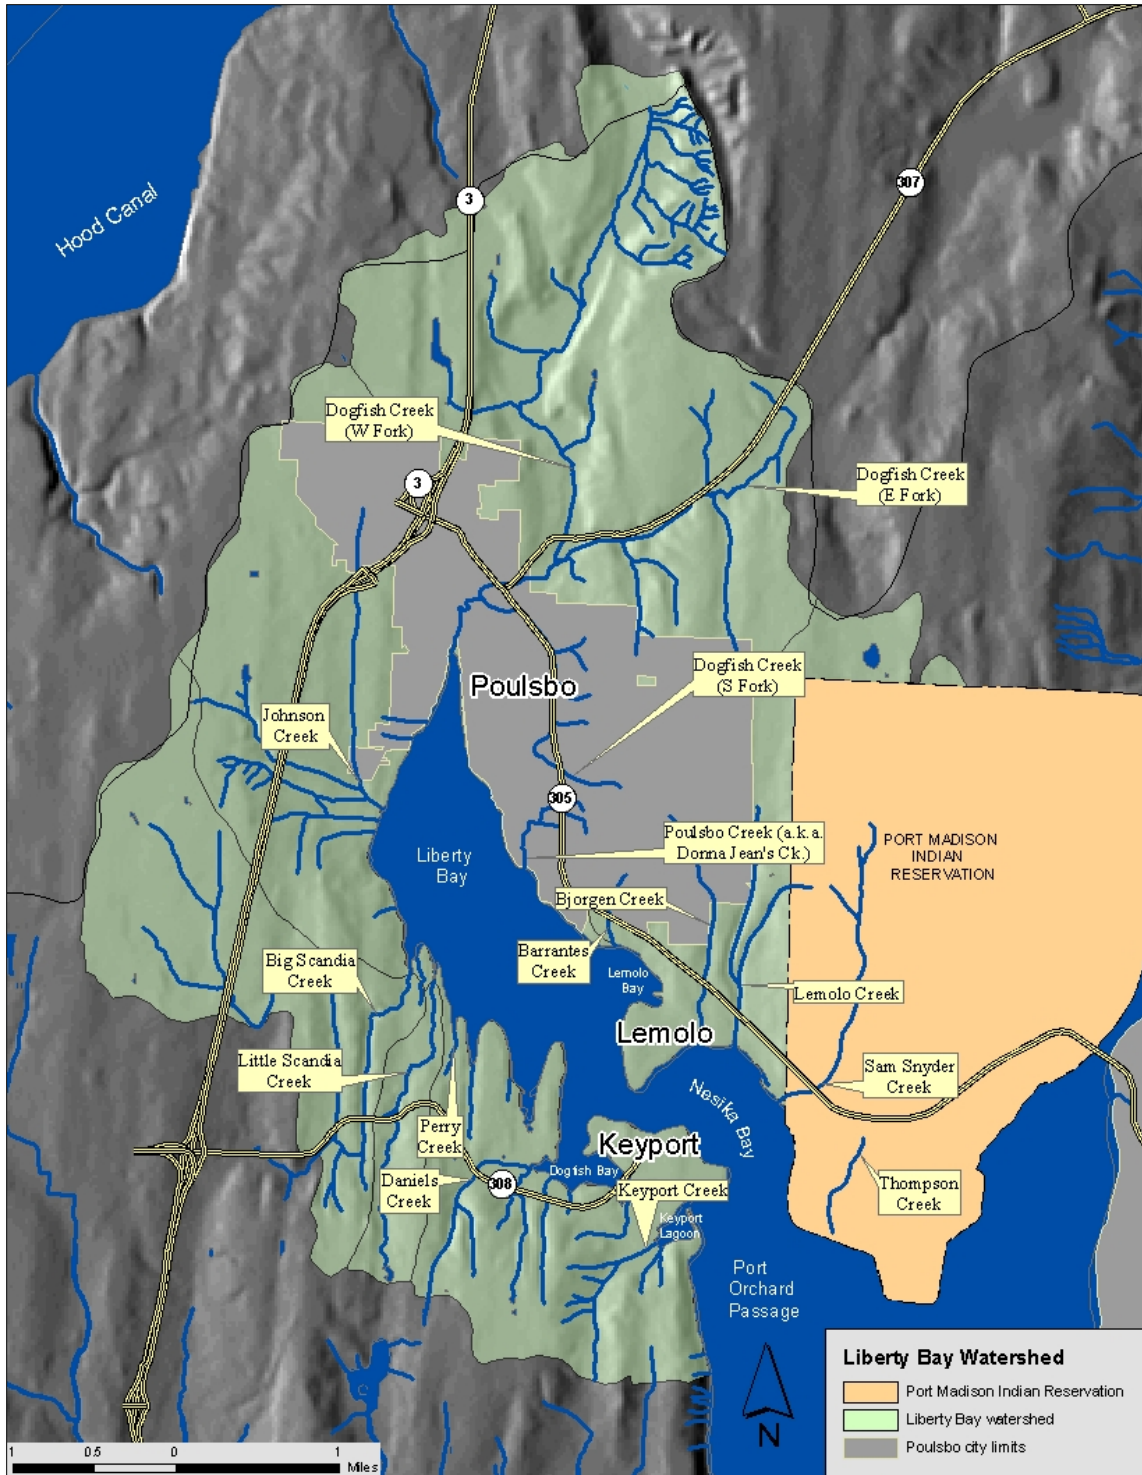 Hood Canal
3
307
Dogfish Creek
(W Fork)
3
Dogfish Creek
(E Fork)
Poulsbo
Dogfish Creek
(S Fork)
Johnson
Creek
305
Liberty
Bay
Poulsbo Creek (a.k.a.
Donna Jean's Ck.)
PORT MADISON
INDIAN
RESERVATION
Bjorgen Creek
Barrantes
Creek
Big Scandia
Creek
Lemolo
Bay
Lemolo Creek
Lemolo
Little Scandia
Creek
Sam Snyder
Creek
Nesika Bay
Perry
Creek
Keyport
Daniels
Creek
308
Dogfish Bay
Keyport Creek
Thompson
Creek
Keyport
Lagoon
Port
Orchard
Passage
N
Liberty Bay Watershed
Port Madison Indian Reservation
Liberty Bay watershed
Poulsbo city limits
1 0.5 0 1
Miles